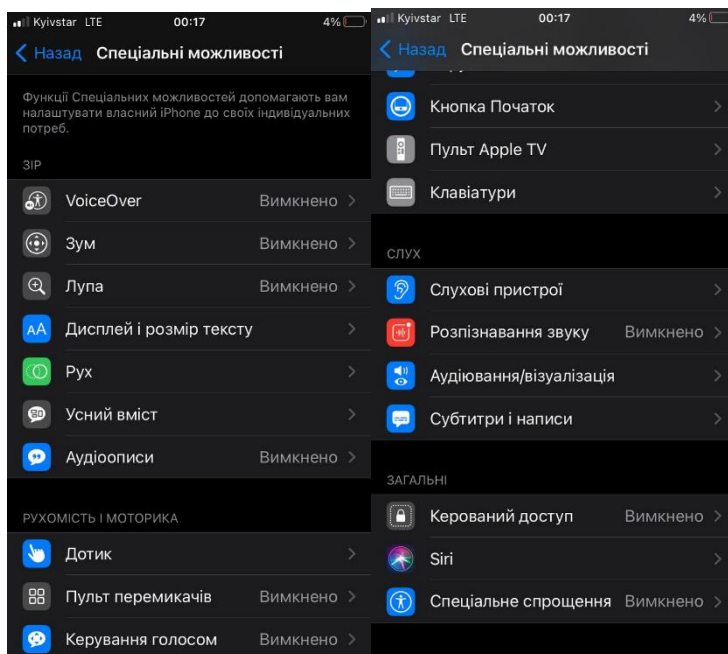 Kyivstar LTE 00:17 4%
Назад Спеціальні можливості
Функції Спеціальних можливостей допомагають вам
налаштувати власний iPhone до своїх індивідуальних
потреб.
ЗІР
VoiceOver Вимкнено
Зум Вимкнено
Лупа Вимкнено
AA Дисплей і розмір тексту
Рух
Усний вміст
Аудіоописи Вимкнено
РУХОМІСТЬ І МОТОРИКА
Дотик
Пульт перемикачів Вимкнено
Керування голосом Вимкнено
Kyivstar LTE 00:17 4%
Назад Спеціальні можливості
Кнопка Початок
Пульт Apple TV
Клавіатури
СЛУХ
Слухові пристрої
Розпізнавання звуку Вимкнено
Аудіювання/візуалізація
Субтитри і написи
ЗАГАЛЬНІ
Керований доступ Вимкнено
Siri
Спеціальне спрощення Вимкнено